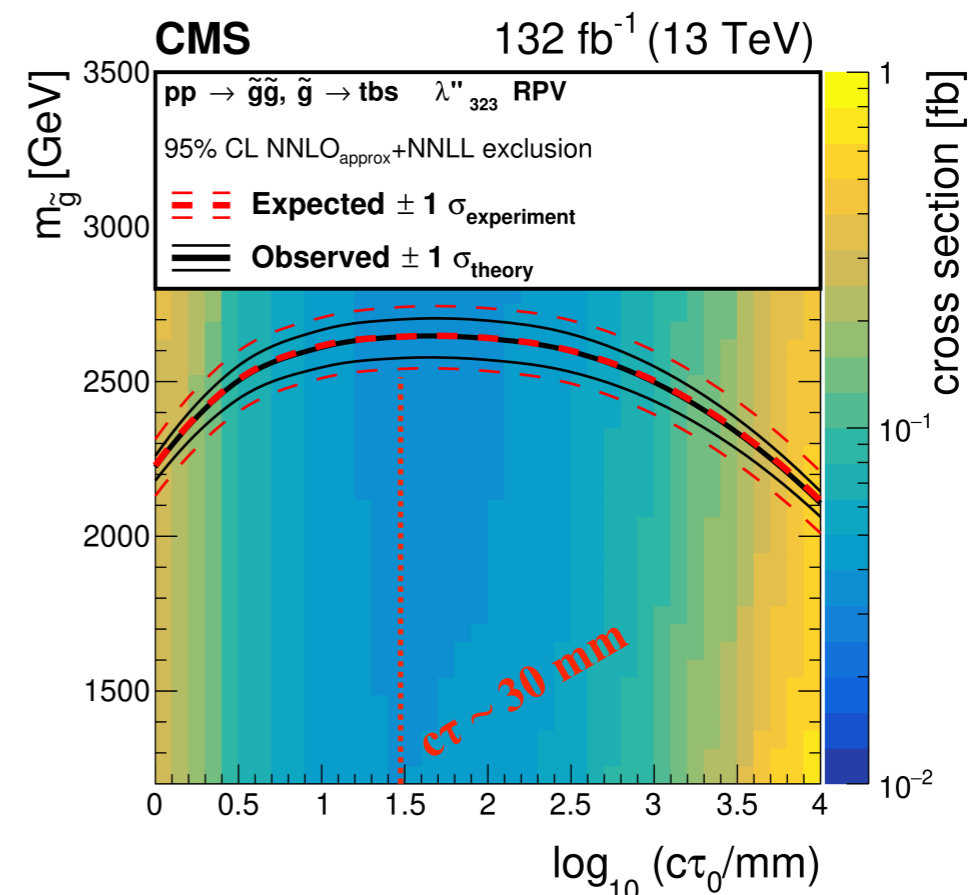 CMS 132 fb⁻¹ (13 TeV)
pp → g̃g̃, g̃ → tbs λ''₃₂₃ RPV
95% CL NNLO_approx+NNLL exclusion
Expected ± 1 σ_experiment
Observed ± 1 σ_theory
m_g̃ [GeV]
3500
3000
2500
2000
1500
cτ ~ 30 mm
0 0.5 1 1.5 2 2.5 3 3.5 4
log₁₀ (cτ₀/mm)
1
10⁻¹
10⁻²
cross section [fb]